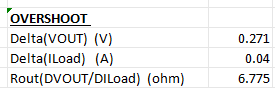 OVERSHOOT
Delta(VOUT) (V) 0.271
Delta(ILoad) (A) 0.04
Rout(DVOUT/DILoad) (ohm) 6.775